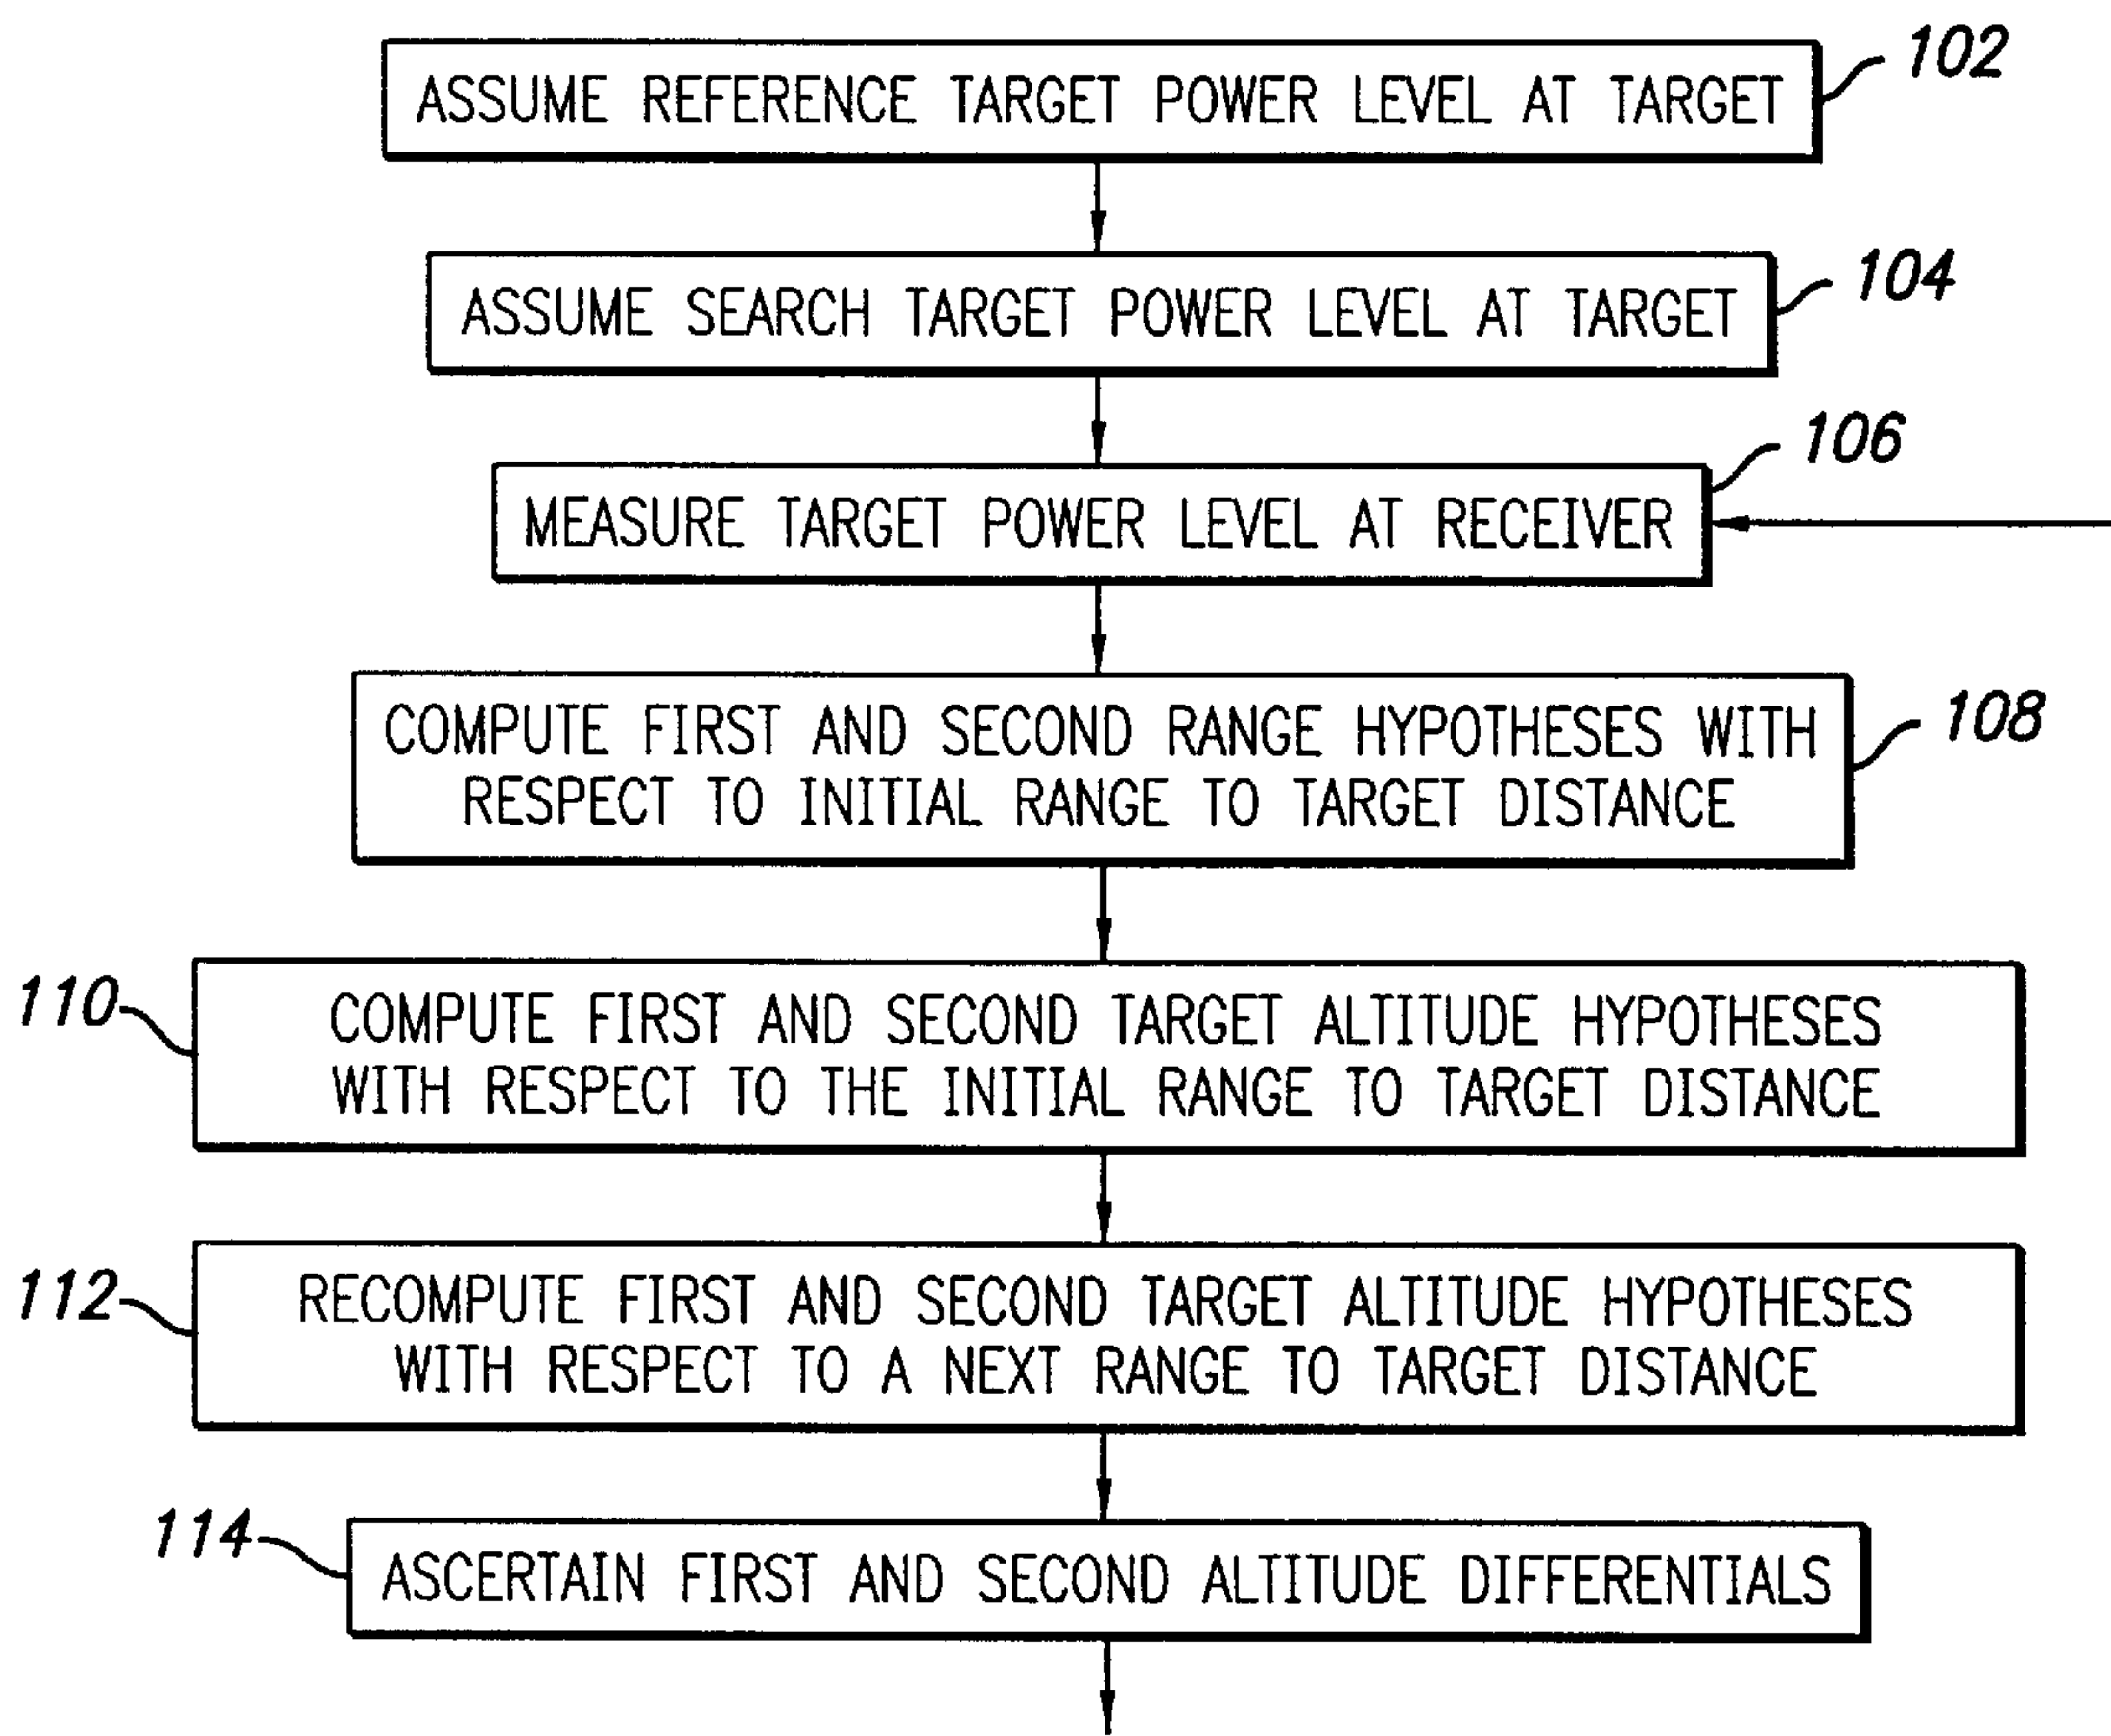 ASSUME REFERENCE TARGET POWER LEVEL AT TARGET
102
ASSUME SEARCH TARGET POWER LEVEL AT TARGET
104
MEASURE TARGET POWER LEVEL AT RECEIVER
106
COMPUTE FIRST AND SECOND RANGE HYPOTHESES WITH
RESPECT TO INITIAL RANGE TO TARGET DISTANCE
108
110
COMPUTE FIRST AND SECOND TARGET ALTITUDE HYPOTHESES
WITH RESPECT TO THE INITIAL RANGE TO TARGET DISTANCE
112
RECOMPUTE FIRST AND SECOND TARGET ALTITUDE HYPOTHESES
WITH RESPECT TO A NEXT RANGE TO TARGET DISTANCE
114
ASCERTAIN FIRST AND SECOND ALTITUDE DIFFERENTIALS